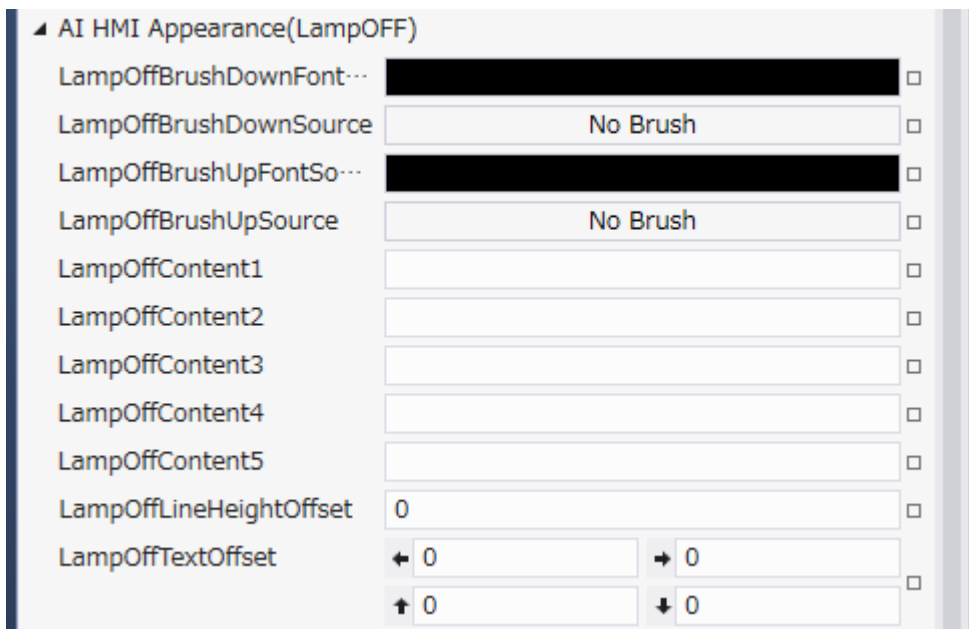 AI HMI Appearance(LampOFF)
LampOffBrushDownFont…
LampOffBrushDownSource No Brush
LampOffBrushUpFontSo…
LampOffBrushUpSource No Brush
LampOffContent1
LampOffContent2
LampOffContent3
LampOffContent4
LampOffContent5
LampOffLineHeightOffset 0
LampOffTextOffset 0 0
0 0